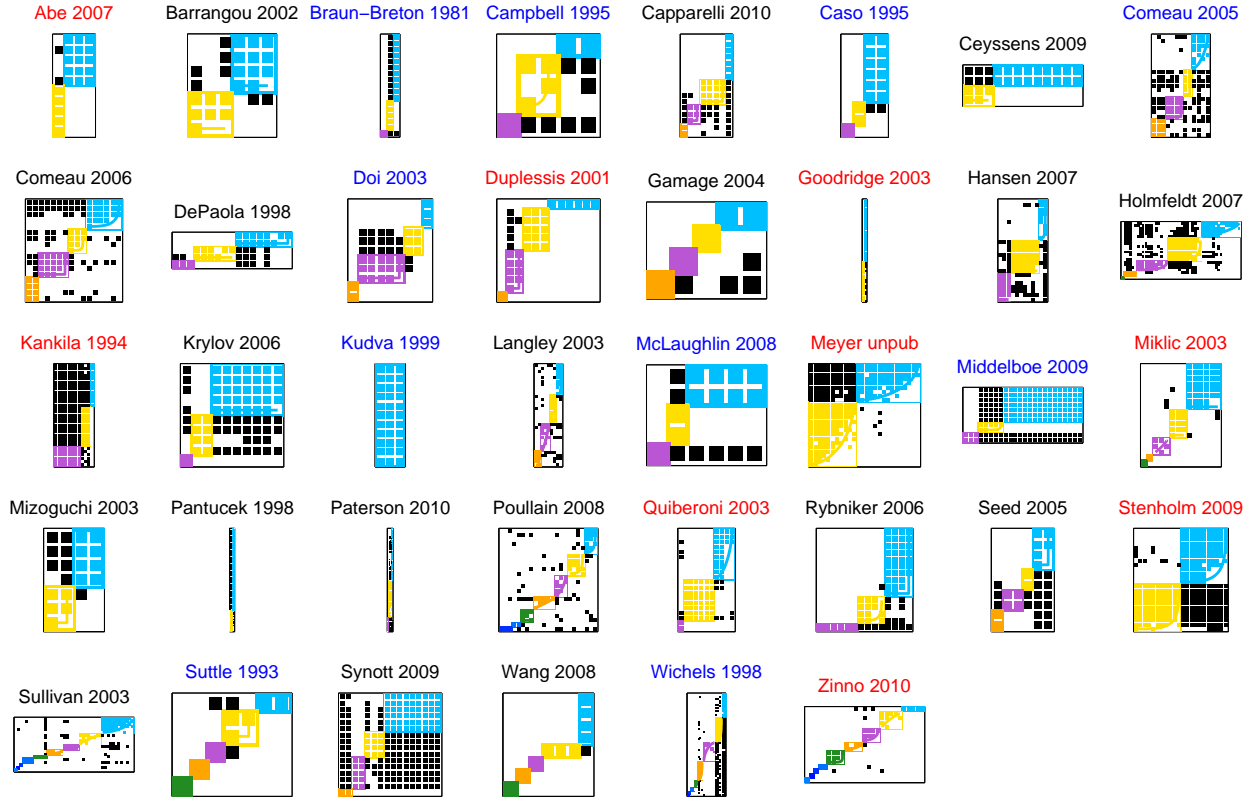 Abe 2007
Barrangou 2002
Braun−Breton 1981
Campbell 1995
Capparelli 2010
Caso 1995
Ceyssens 2009
Comeau 2005
Comeau 2006
DePaola 1998
Doi 2003
Duplessis 2001
Gamage 2004
Goodridge 2003
Hansen 2007
Holmfeldt 2007
Kankila 1994
Krylov 2006
Kudva 1999
Langley 2003
McLaughlin 2008
Meyer unpub
Middelboe 2009
Miklic 2003
Mizoguchi 2003
Pantucek 1998
Paterson 2010
Poullain 2008
Quiberoni 2003
Rybniker 2006
Seed 2005
Stenholm 2009
Sullivan 2003
Suttle 1993
Synott 2009
Wang 2008
Wichels 1998
Zinno 2010